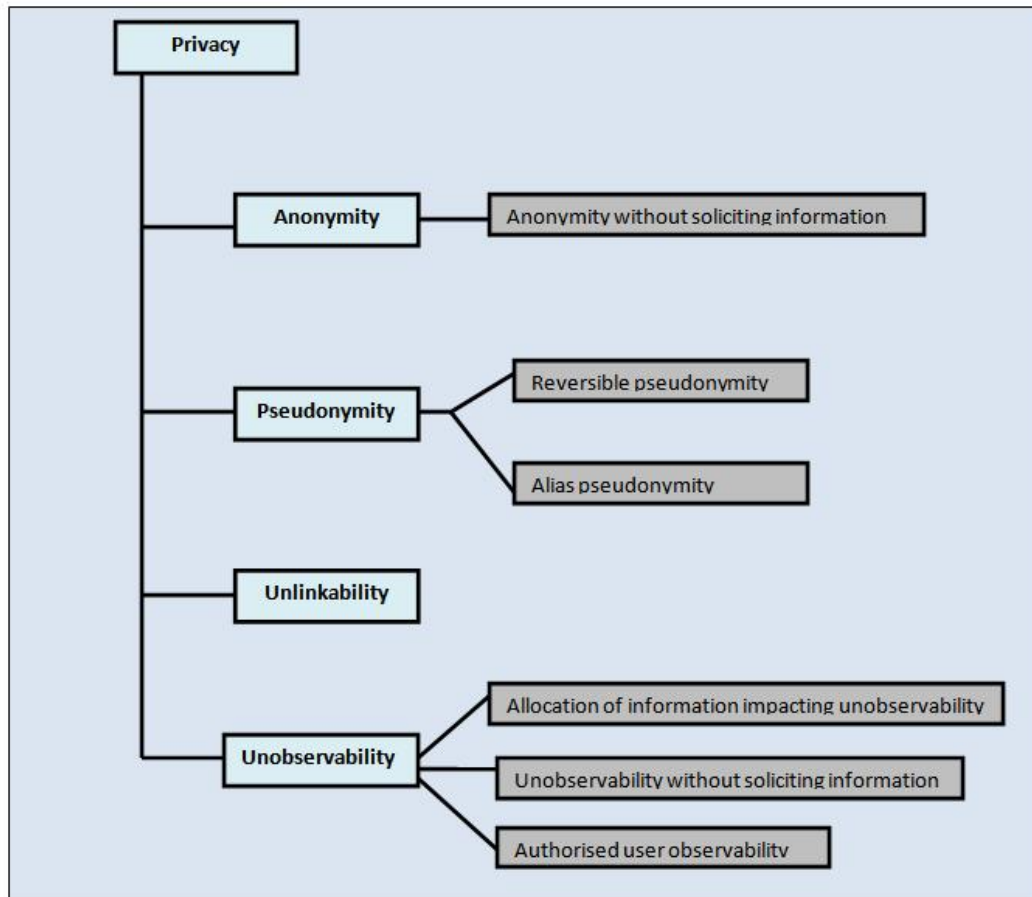 Privacy
Anonymity
Anonymity without soliciting information
Pseudonymity
Reversible pseudonymity
Alias pseudonymity
Unlinkability
Unobservability
Allocation of information impacting unobservability
Unobservability without soliciting information
Authorised user observability